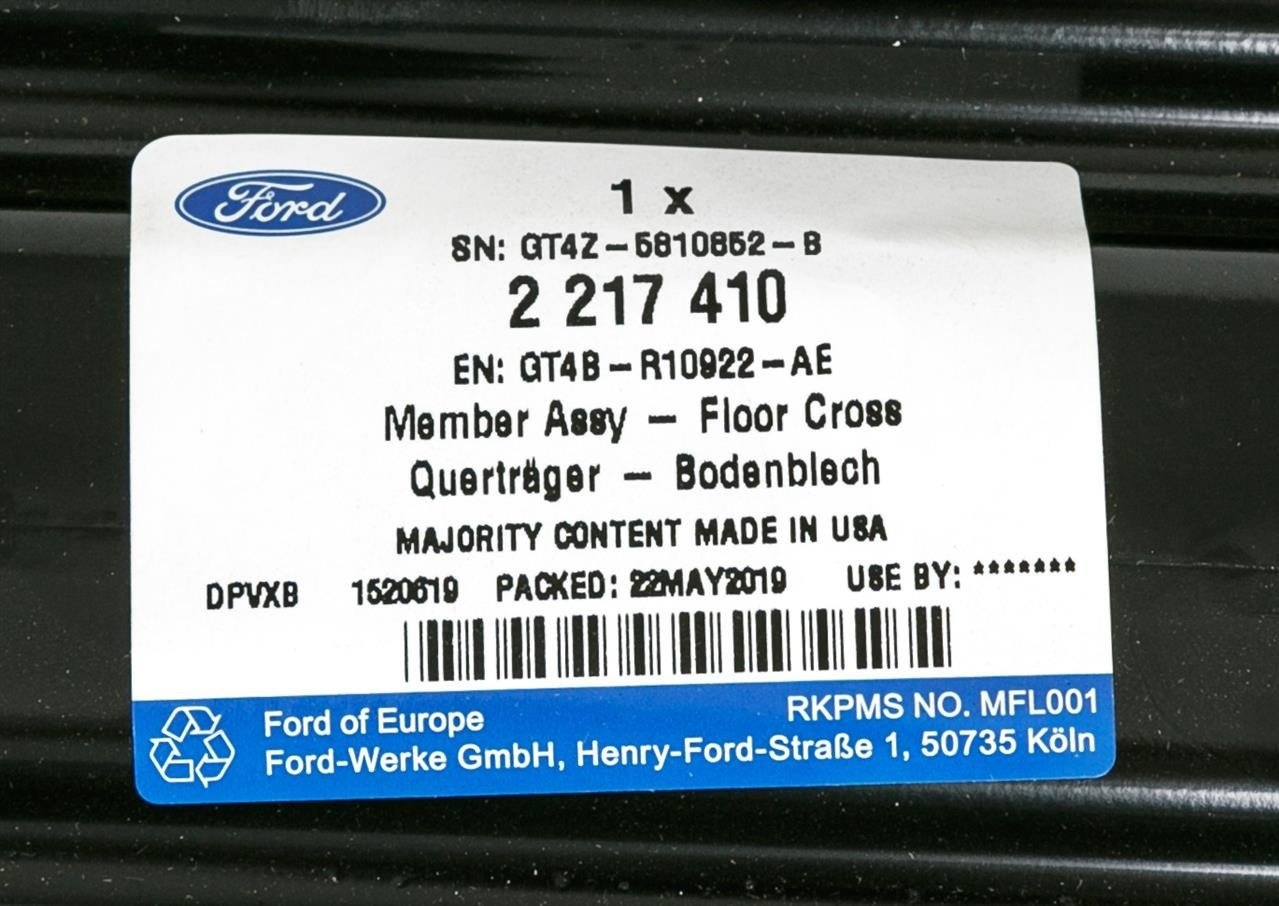 Ford
1 x
SN: GT4Z-5810852-B
2 217 410
EN: GT4B-R10922-AE
Member Assy - Floor Cross
Querträger - Bodenblech
MAJORITY CONTENT MADE IN USA
DPVXB 1520619 PACKED: 22MAY2019 USE BY: *******
Ford of Europe RKPMS NO. MFL001
Ford-Werke GmbH, Henry-Ford-Straße 1, 50735 Köln